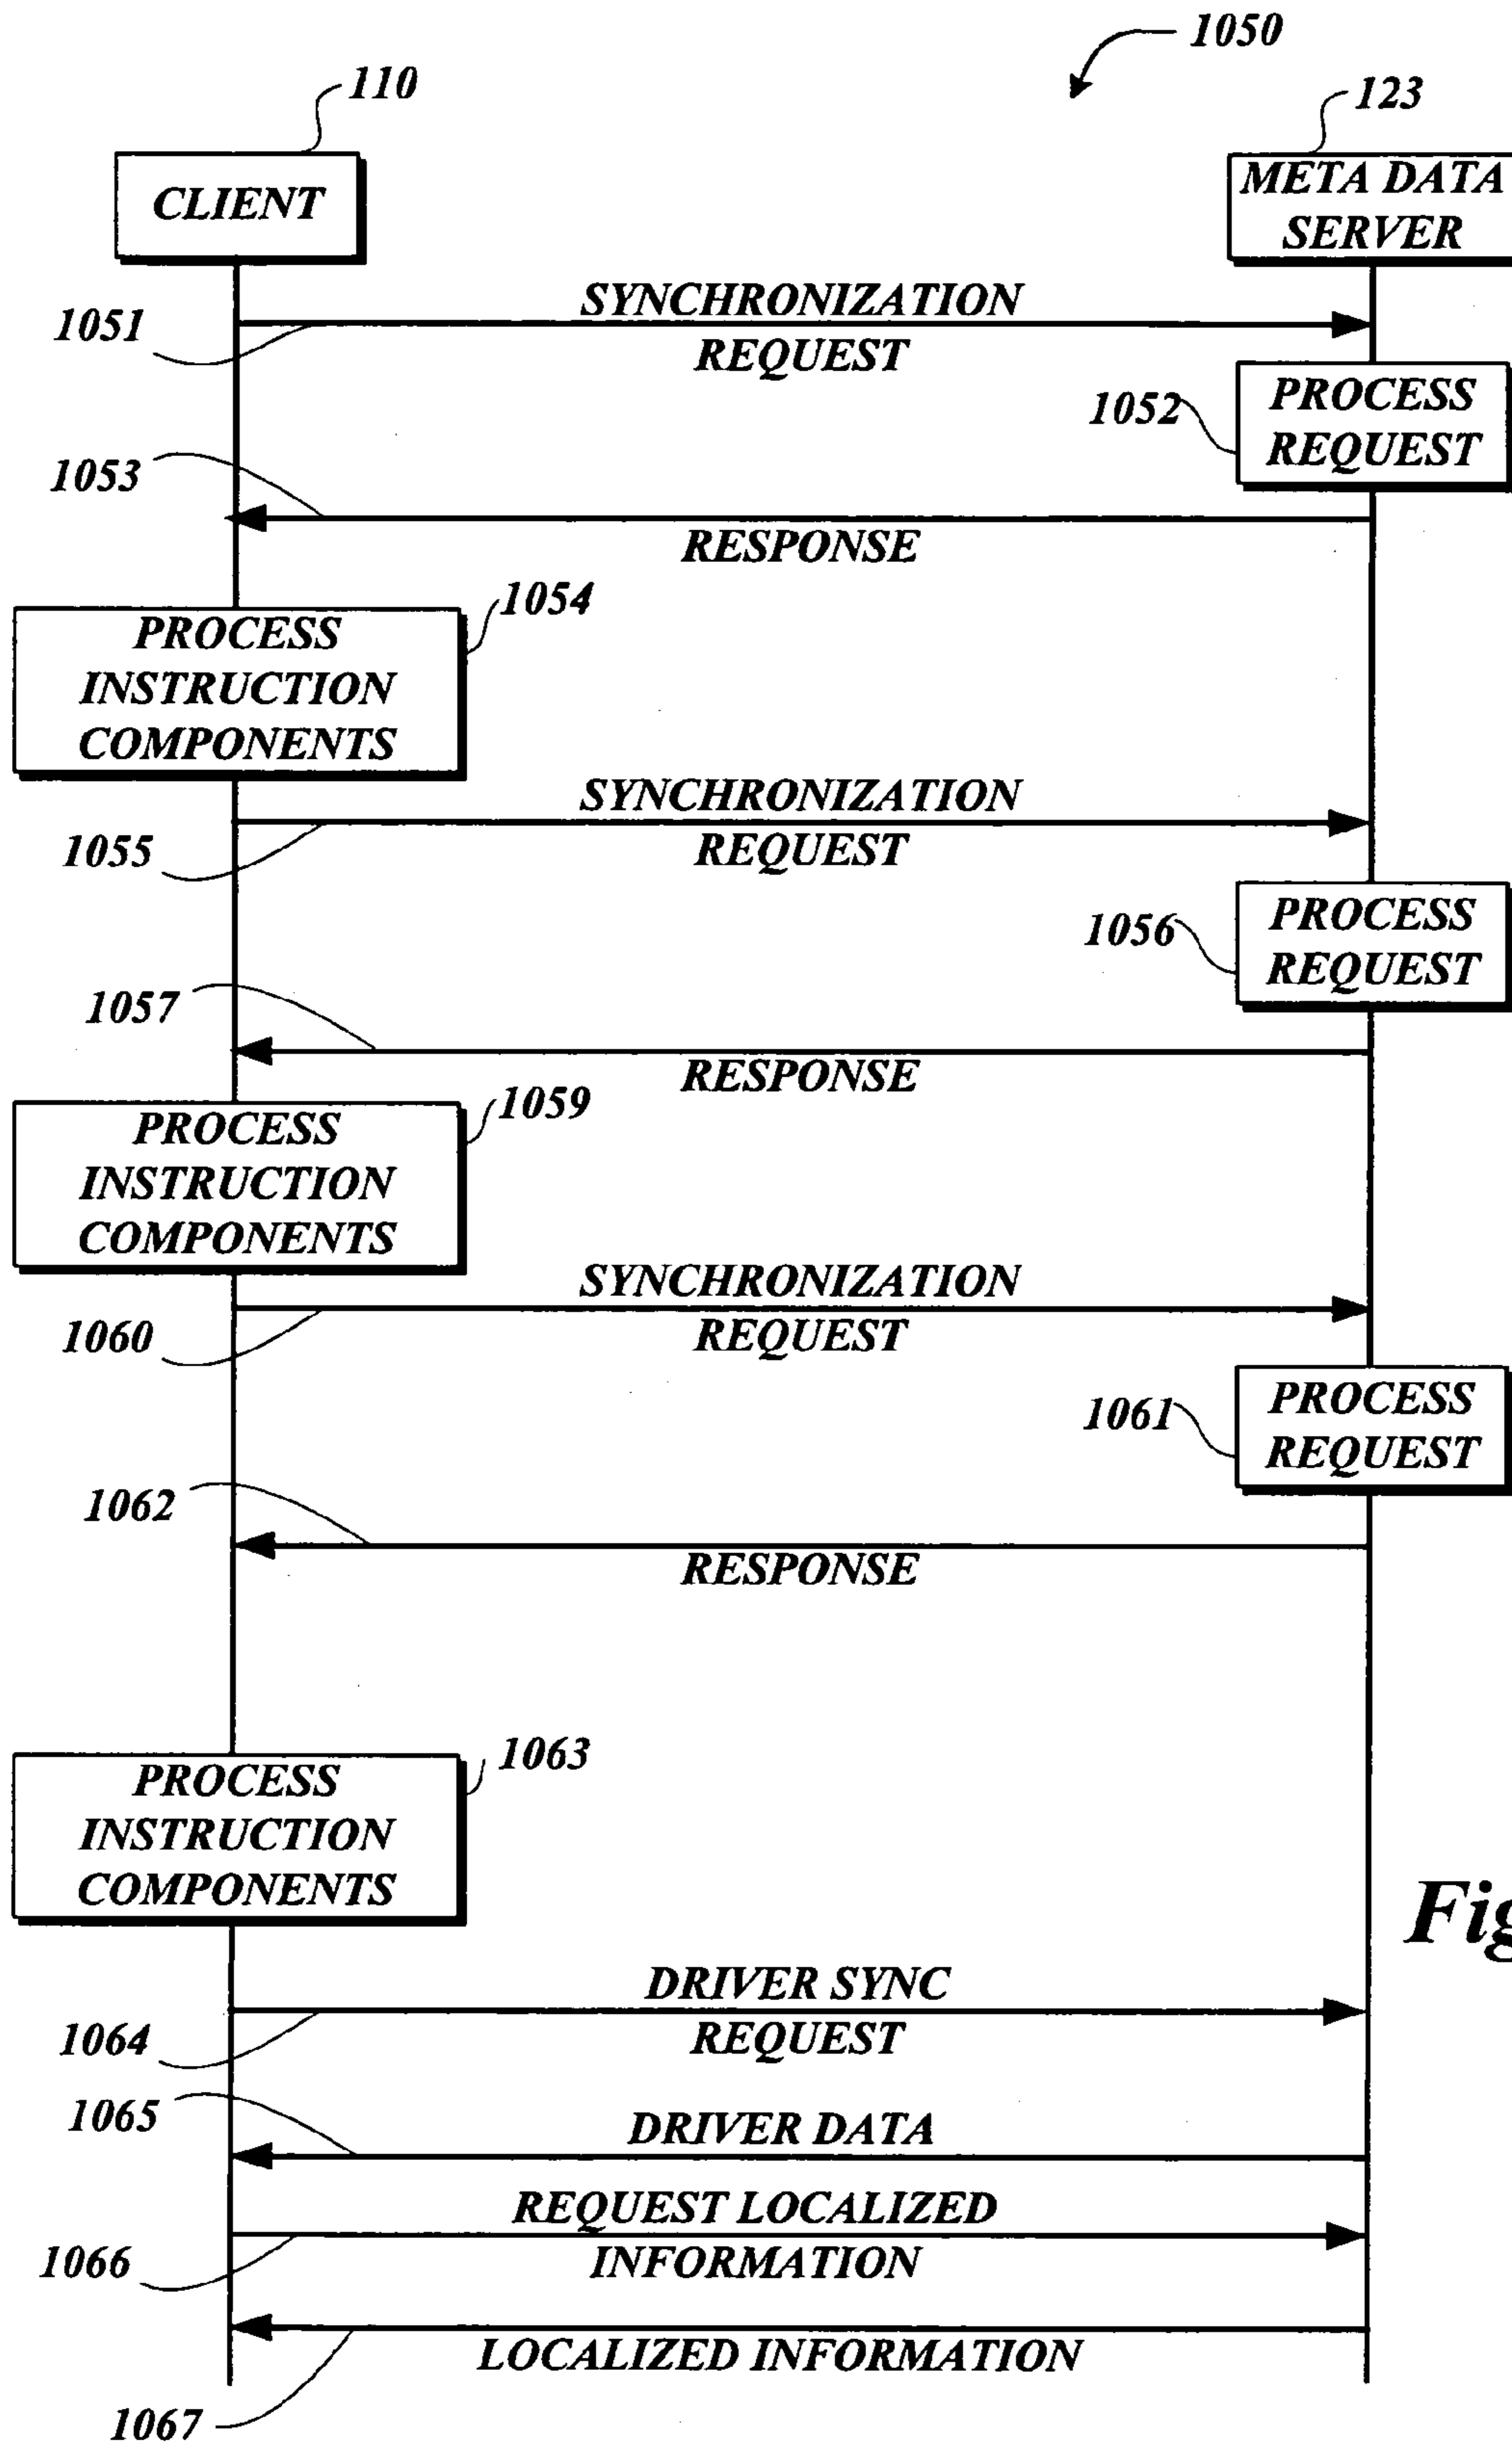 1050
110
123
CLIENT
META DATA
SERVER
SYNCHRONIZATION
1051
REQUEST
PROCESS
1052
REQUEST
1053
RESPONSE
1054
PROCESS
INSTRUCTION
COMPONENTS
SYNCHRONIZATION
1055
REQUEST
PROCESS
1056
REQUEST
1057
RESPONSE
1059
PROCESS
INSTRUCTION
COMPONENTS
SYNCHRONIZATION
1060
REQUEST
PROCESS
1061
REQUEST
1062
RESPONSE
1063
PROCESS
INSTRUCTION
COMPONENTS
Fig
DRIVER SYNC
1064
REQUEST
1065
DRIVER DATA
REQUEST LOCALIZED
1066
INFORMATION
LOCALIZED INFORMATION
1067